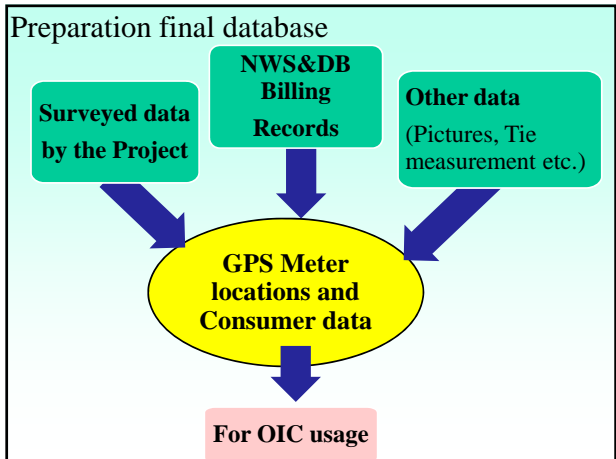 Preparation final database
NWS&DB
Billing
Records
Surveyed data
by the Project
Other data
(Pictures, Tie
measurement etc.)
GPS Meter
locations and
Consumer data
For OIC usage